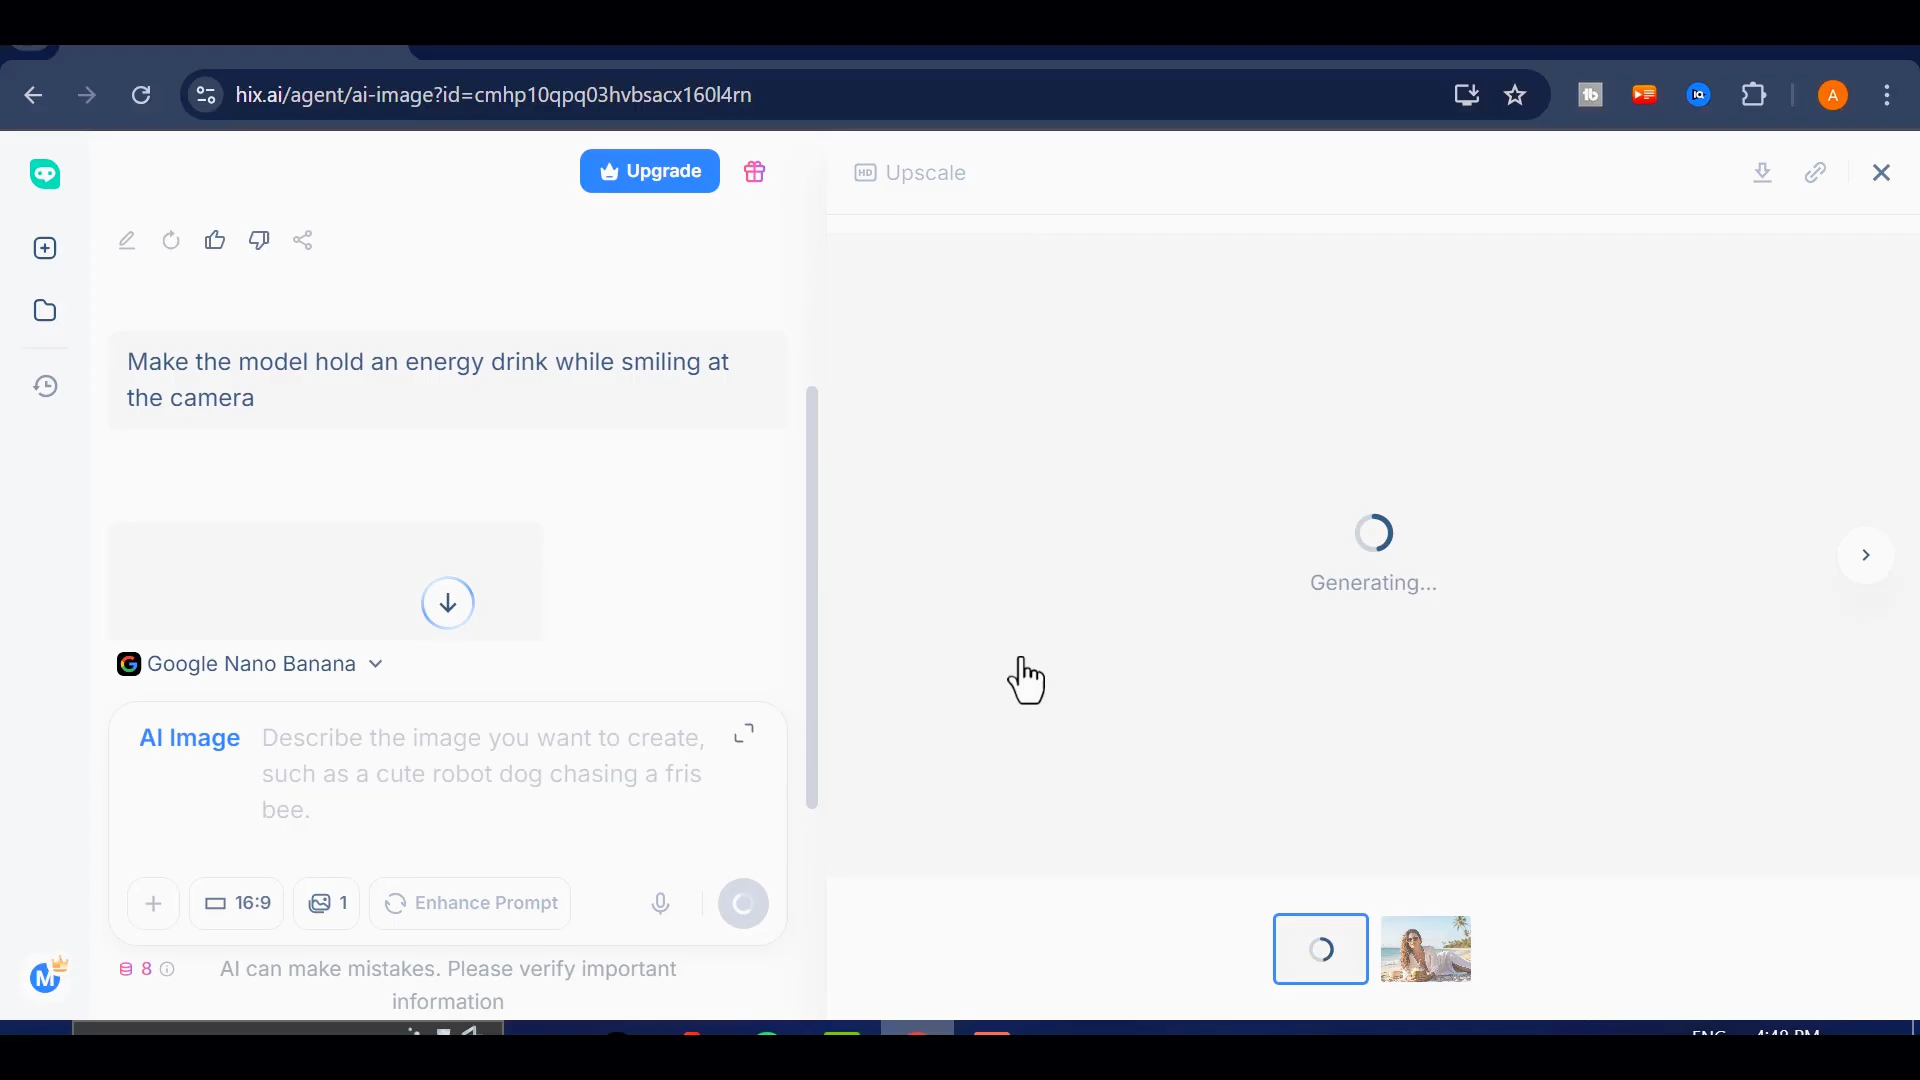 hix.ai/agent/ai-image?id=cmhp10qpq03hvbsacx160l4rn
A
Upgrade
HD Upscale
Make the model hold an energy drink while smiling at
the camera
Generating...
G Google Nano Banana
AI Image Describe the image you want to create,
such as a cute robot dog chasing a fris
bee.
16:9 1 Enhance Prompt
M
8 AI can make mistakes. Please verify important
information